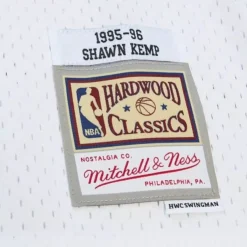 1995-96
SHAWN KEMP
HARDWOOD
NBA
CLASSICS
NOSTALGIA CO.
Mitchell & Ness
PHILADELPHIA, PA.
HWC SWINGMAN